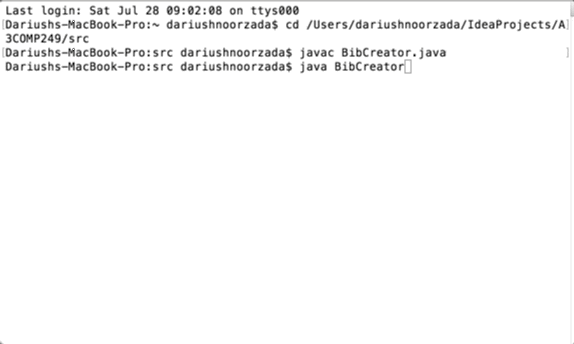 Last login: Sat Jul 28 09:02:08 on ttys000
[Dariushs-MacBook-Pro:~ dariushnoorzada$ cd /Users/dariushnoorzada/IdeaProjects/A]
3COMP249/src
[Dariushs-MacBook-Pro:src dariushnoorzada$ javac BibCreator.java ]
Dariushs-MacBook-Pro:src dariushnoorzada$ java BibCreator